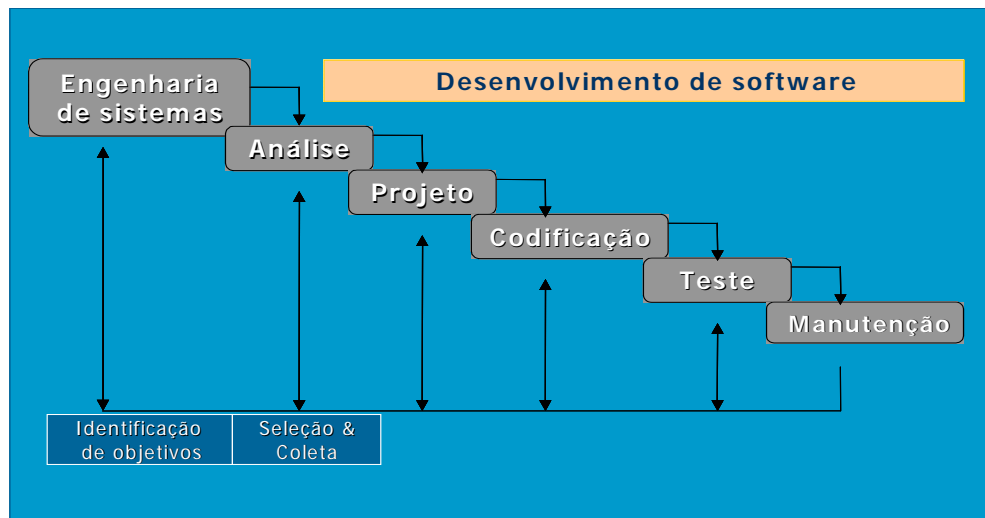 Engenharia
de sistemas
Desenvolvimento de software
Análise
Projeto
Codificação
Teste
Manutenção
Identificação
de objetivos
Seleção &
Coleta